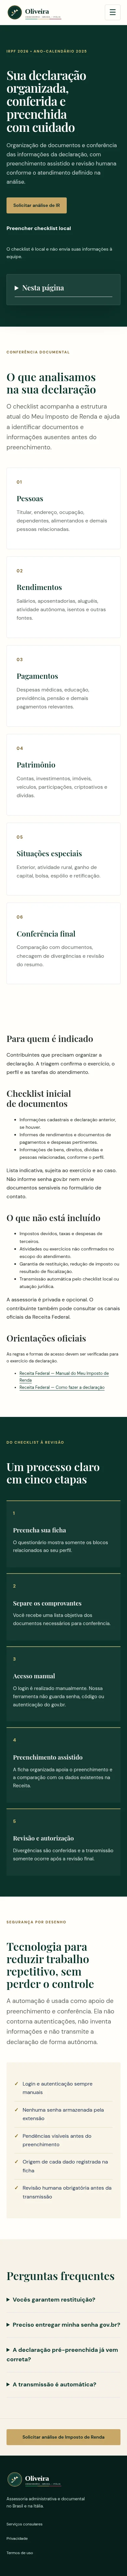 Oliveira
IRPF 2026 • ANO-CALENDÁRIO 2025
Sua declaração
organizada,
conferida e
preenchida
com cuidado
Organização de documentos e conferência
das informações da declaração, com
preenchimento assistido e revisão humana
conforme o atendimento definido na
análise.
Solicitar análise de IR
Preencher checklist local
O checklist é local e não envia suas informações à
equipe.
▶ Nesta página
CONFERÊNCIA DOCUMENTAL
O que analisamos
na sua declaração
O checklist acompanha a estrutura
atual do Meu Imposto de Renda e ajuda
a identificar documentos e
informações ausentes antes do
preenchimento.
01
Pessoas
Titular, endereço, ocupação,
dependentes, alimentandos e demais
pessoas relacionadas.
02
Rendimentos
Salários, aposentadorias, aluguéis,
atividade autônoma, isentos e outras
fontes.
03
Pagamentos
Despesas médicas, educação,
previdência, pensão e demais
pagamentos relevantes.
04
Patrimônio
Contas, investimentos, imóveis,
veículos, participações, criptoativos e
dívidas.
05
Situações especiais
Exterior, atividade rural, ganho de
capital, bolsa, espólio e retificação.
06
Conferência final
Comparação com documentos,
checagem de divergências e revisão
do resumo.
Para quem é indicado
Contribuintes que precisam organizar a
declaração. A triagem confirma o exercício, o
perfil e as tarefas do atendimento.
Checklist inicial
de documentos
• Informações cadastrais e declaração anterior,
se houver.
• Informes de rendimentos e documentos de
pagamentos e despesas pertinentes.
• Informações de bens, direitos, dívidas e
pessoas relacionadas, conforme o perfil.
Lista indicativa, sujeita ao exercício e ao caso.
Não informe senha gov.br nem envie
documentos sensíveis no formulário de
contato.
O que não está incluído
• Impostos devidos, taxas e despesas de
terceiros.
• Atividades ou exercícios não confirmados no
escopo do atendimento.
• Garantia de restituição, redução de imposto ou
resultado de fiscalização.
• Transmissão automática pelo checklist local ou
atuação jurídica.
A assessoria é privada e opcional. O
contribuinte também pode consultar os canais
oficiais da Receita Federal.
Orientações oficiais
As regras e formas de acesso devem ser verificadas para
o exercício da declaração.
• Receita Federal — Manual do Meu Imposto de
Renda
• Receita Federal — Como fazer a declaração
DO CHECKLIST À REVISÃO
Um processo claro
em cinco etapas
1
Preencha sua ficha
O questionário mostra somente os blocos
relacionados ao seu perfil.
2
Separe os comprovantes
Você recebe uma lista objetiva dos
documentos necessários para conferência.
3
Acesso manual
O login é realizado manualmente. Nossa
ferramenta não guarda senha, código ou
autenticação do gov.br.
4
Preenchimento assistido
A ficha organizada apoia o preenchimento e
a comparação com os dados existentes na
Receita.
5
Revisão e autorização
Divergências são conferidas e a transmissão
somente ocorre após a revisão final.
SEGURANÇA POR DESENHO
Tecnologia para
reduzir trabalho
repetitivo, sem
perder o controle
A automação é usada como apoio de
preenchimento e conferência. Ela não
contorna autenticações, não inventa
informações e não transmite a
declaração de forma autônoma.
✓ Login e autenticação sempre
manuais
✓ Nenhuma senha armazenada pela
extensão
✓ Pendências visíveis antes do
preenchimento
✓ Origem de cada dado registrada na
ficha
✓ Revisão humana obrigatória antes da
transmissão
Perguntas frequentes
▶ Vocês garantem restituição?
▶ Preciso entregar minha senha gov.br?
▶ A declaração pré-preenchida já vem
correta?
▶ A transmissão é automática?
Solicitar análise de Imposto de Renda
Oliveira
Assessoria administrativa e documental
no Brasil e na Itália.
Serviços consulares
Privacidade
Termos de uso